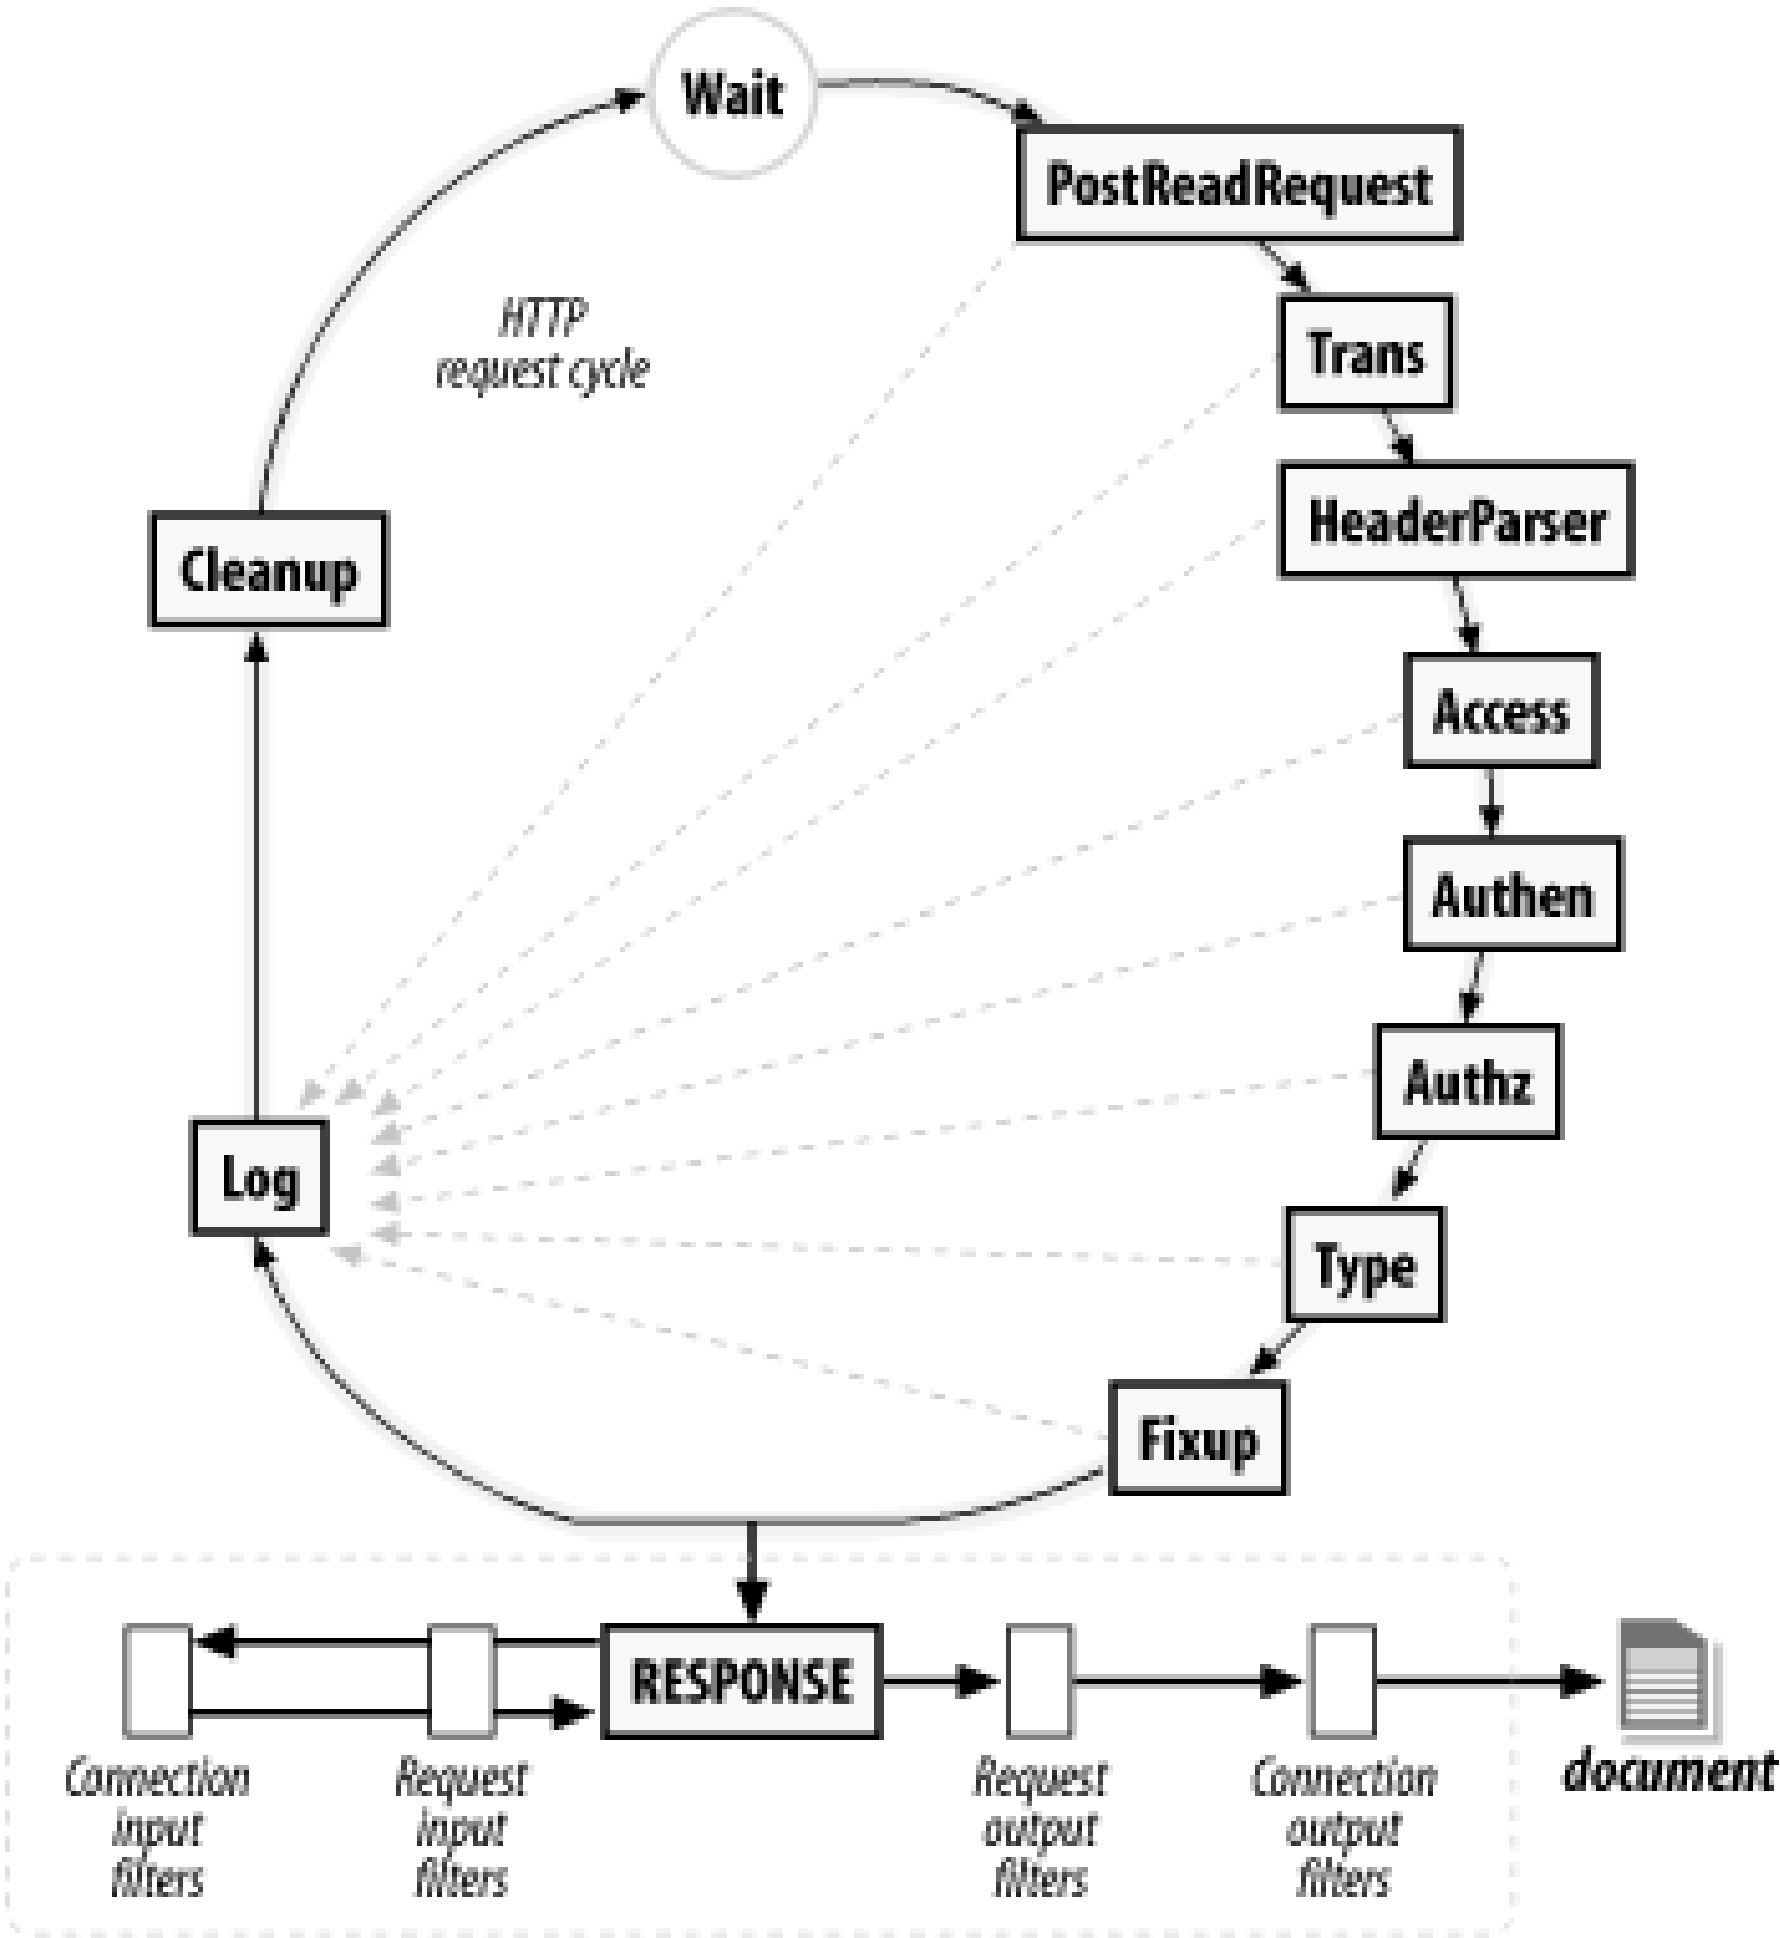 Wait
PostReadRequest
Trans
HTTP
request cycle
HeaderParser
Cleanup
Access
Authen
Authz
Log
Type
Fixup
RESPONSE
Connection
input
filters
Request
input
filters
Request
output
filters
Connection
output
filters
document